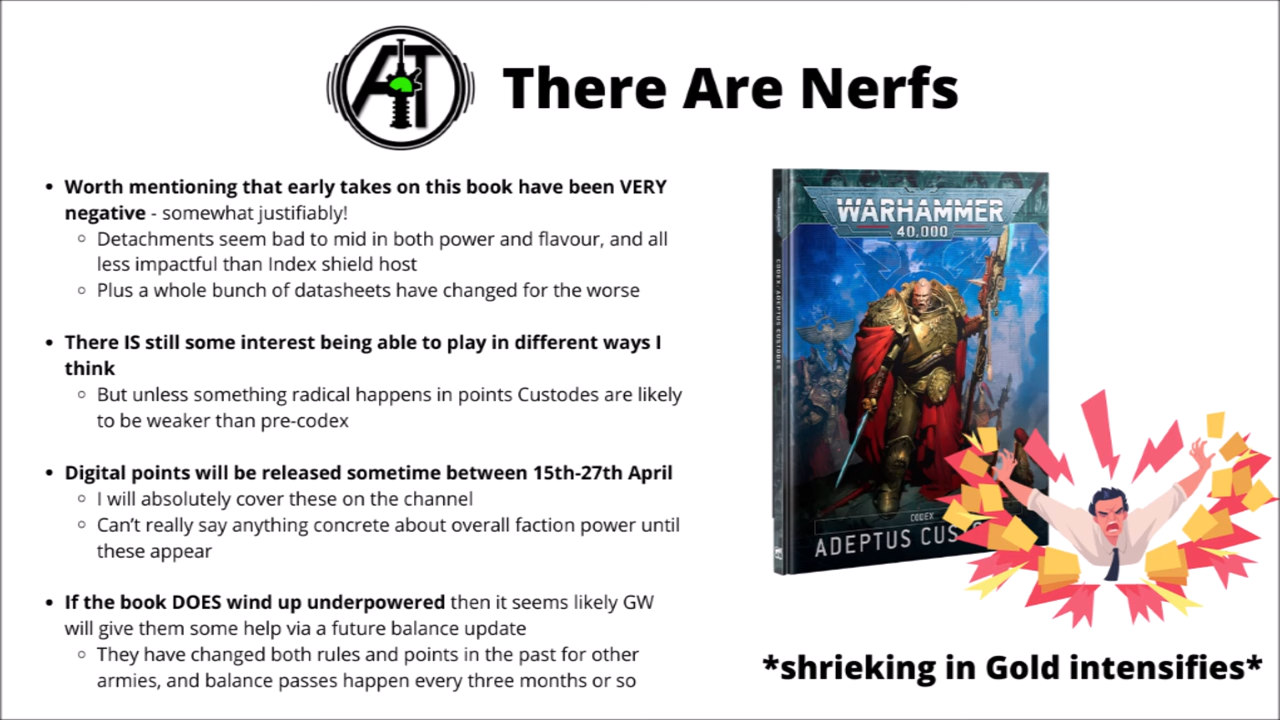 AT
There Are Nerfs
• Worth mentioning that early takes on this book have been VERY
negative - somewhat justifiably!
◦ Detachments seem bad to mid in both power and flavour, and all
less impactful than Index shield host
◦ Plus a whole bunch of datasheets have changed for the worse
• There IS still some interest being able to play in different ways I
think
◦ But unless something radical happens in points Custodes are likely
to be weaker than pre-codex
• Digital points will be released sometime between 15th-27th April
◦ I will absolutely cover these on the channel
◦ Can’t really say anything concrete about overall faction power until
these appear
• If the book DOES wind up underpowered then it seems likely GW
will give them some help via a future balance update
◦ They have changed both rules and points in the past for other
armies, and balance passes happen every three months or so
WARHAMMER
40,000
CODEX: ADEPTUS CUSTODES
CODEX
ADEPTUS CUS
*shrieking in Gold intensifies*